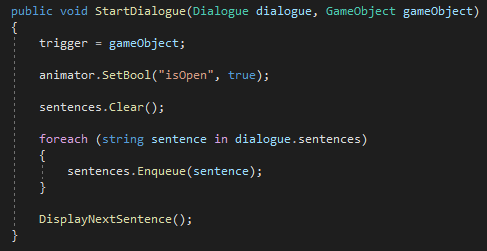 public void StartDialogue(Dialogue dialogue, GameObject gameObject)
{
trigger = gameObject;
animator.SetBool("isOpen", true);
sentences.Clear();
foreach (string sentence in dialogue.sentences)
{
sentences.Enqueue(sentence);
}
DisplayNextSentence();
}